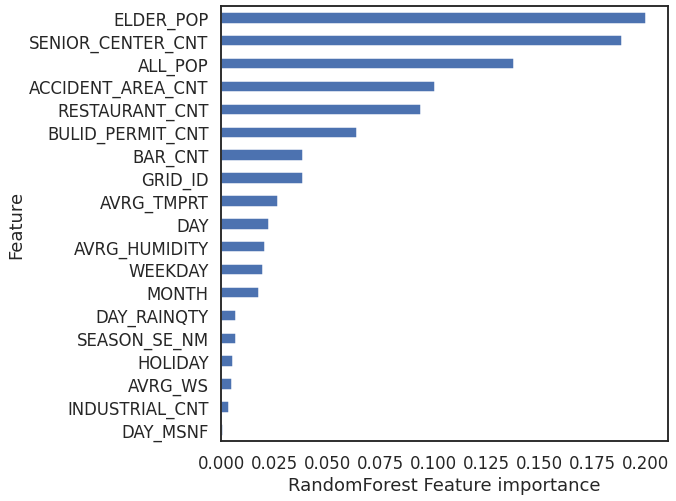 ELDER_POP
SENIOR_CENTER_CNT
ALL_POP
ACCIDENT_AREA_CNT
RESTAURANT_CNT
BULID_PERMIT_CNT
BAR_CNT
GRID_ID
AVRG_TMPRT
DAY
AVRG_HUMIDITY
WEEKDAY
MONTH
DAY_RAINQTY
SEASON_SE_NM
HOLIDAY
AVRG_WS
INDUSTRIAL_CNT
DAY_MSNF
Feature
0.000 0.025 0.050 0.075 0.100 0.125 0.150 0.175 0.200
RandomForest Feature importance